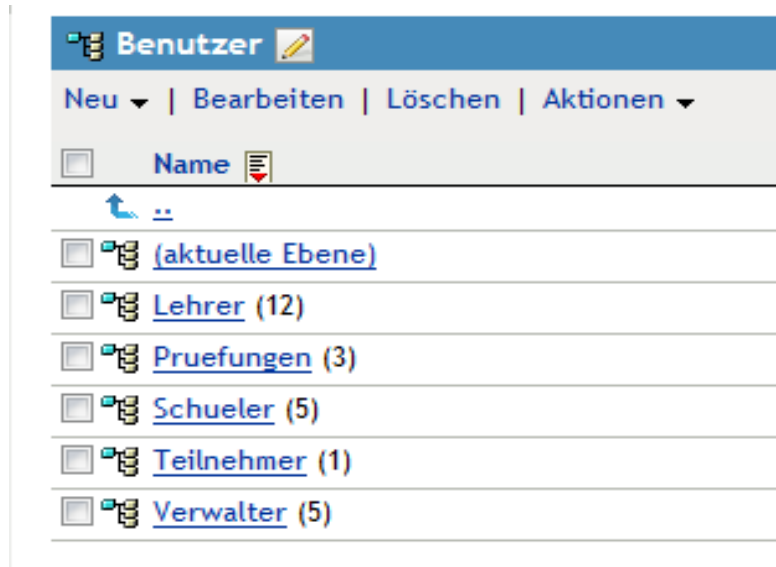 Benutzer
Neu | Bearbeiten | Löschen | Aktionen
Name
..
(aktuelle Ebene)
Lehrer (12)
Pruefungen (3)
Schueler (5)
Teilnehmer (1)
Verwalter (5)